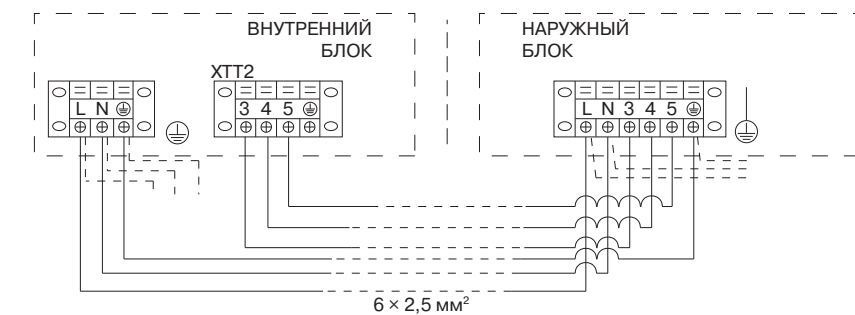 ВНУТРЕННИЙ
БЛОК
НАРУЖНЫЙ
БЛОК
XTT2
L N
3 4 5
L N 3 4 5
6 × 2,5 мм²